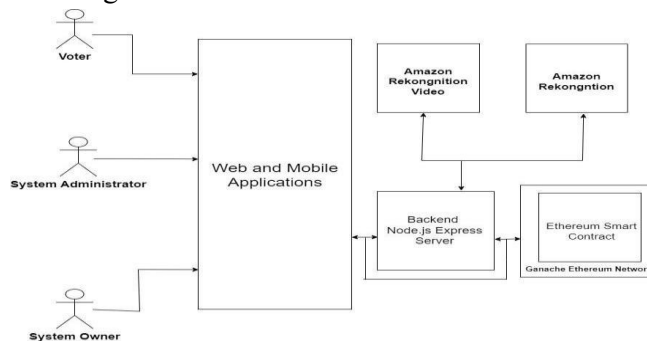 Voter
System Administrator
System Owner
Web and Mobile
Applications
Amazon
Rekongnition
Video
Amazon
Rekongntion
Backend
Node.js Express
Server
Ethereum Smart
Contract
Ganache Ethereum Network